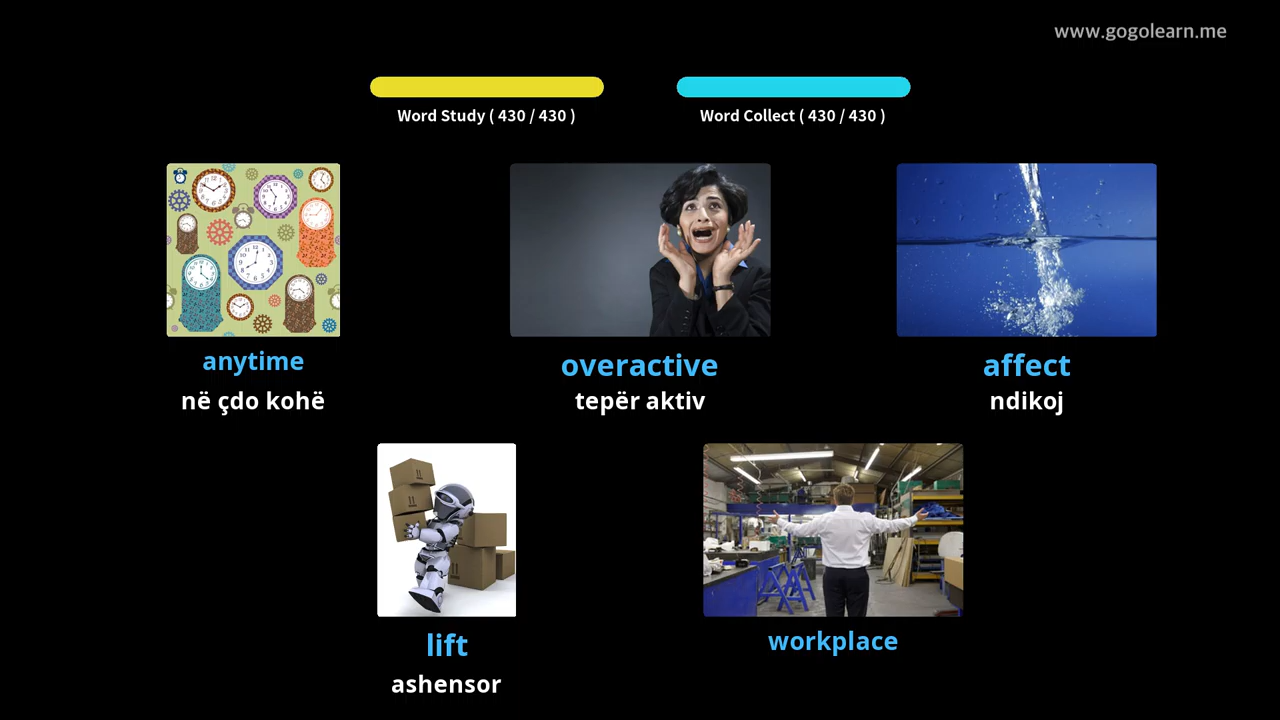 www.gogolearn.me
Word Study ( 430 / 430 )
Word Collect ( 430 / 430 )
anytime
në çdo kohë
overactive
tepër aktiv
affect
ndikoj
lift
ashensor
workplace